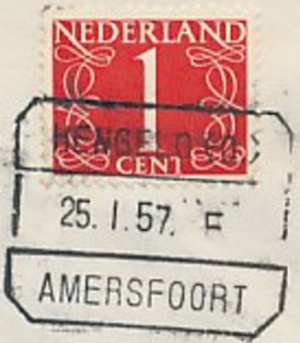 NEDERLAND
1
CENT
HENGELO
25. I. 57. F
AMERSFOORT